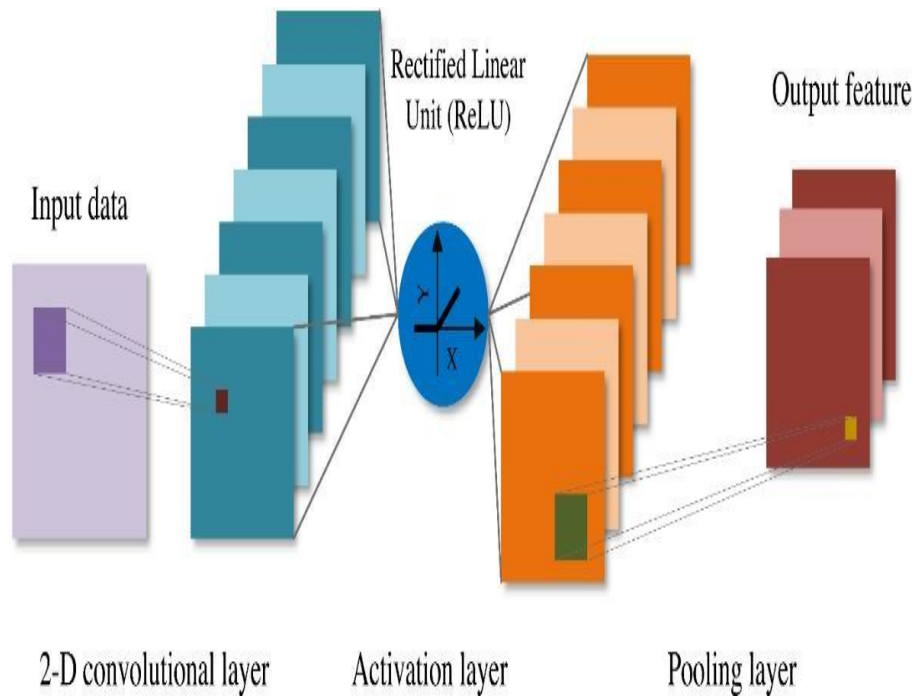 Rectified Linear
Unit (ReLU)
Output feature
Input data
Y
X
2-D convolutional layer
Activation layer
Pooling layer